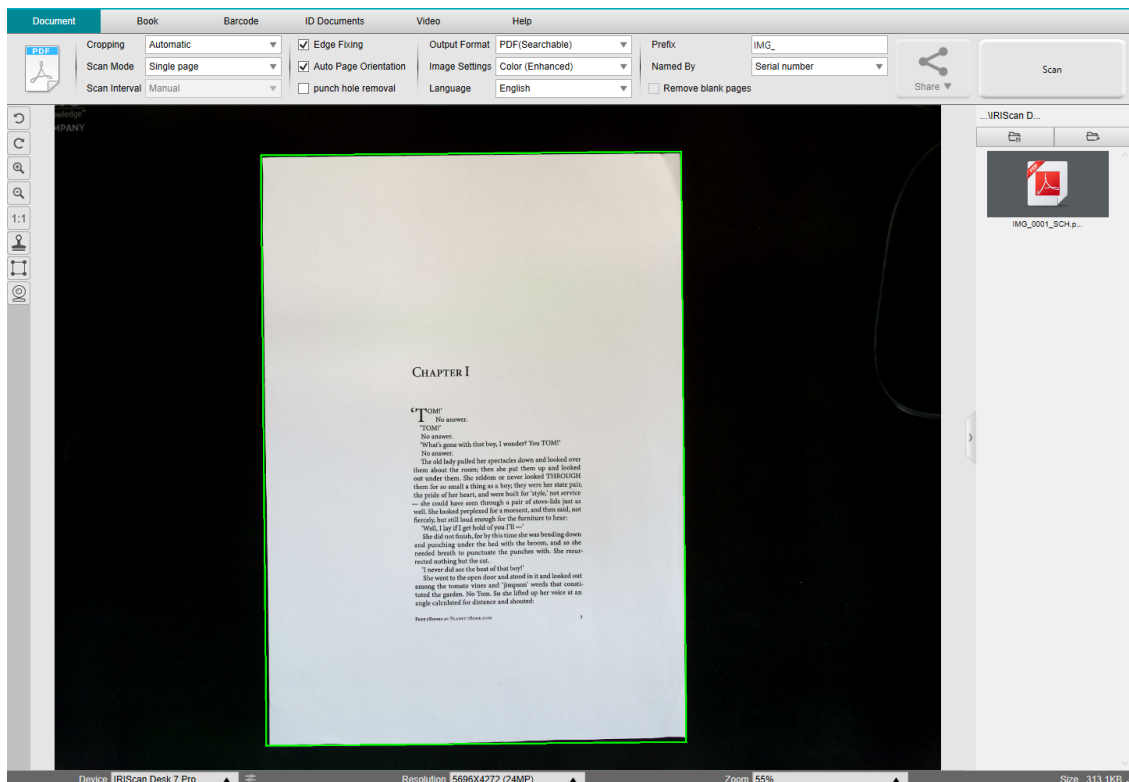 Document Book Barcode ID Documents Video Help
Cropping Automatic Edge Fixing Output Format PDF(Searchable) Prefix IMG_
Scan Mode Single page Auto Page Orientation Image Settings Color (Enhanced) Named By Serial number
Scan Interval Manual punch hole removal Language English Remove blank pages
PDF
Share
Scan
1:1
MPANY
...\IRIScan D...
IMG_0001_SCH.p...
CHAPTER I
‘TOM!’
No answer.
‘TOM!’
No answer.
‘What’s gone with that boy, I wonder? You TOM!’
No answer.
The old lady pulled her spectacles down and looked over
them about the room; then she put them up and looked
out under them. She seldom or never looked THROUGH
them for so small a thing as a boy; they were her state pair,
the pride of her heart, and were built for ‘style,’ not service
— she could have seen through a pair of stove-lids just as
well. She looked perplexed for a moment, and then said, not
fiercely, but still loud enough for the furniture to hear:
‘Well, I lay if I get hold of you I’ll —’
She did not finish, for by this time she was bending down
and punching under the bed with the broom, and so she
needed breath to punctuate the punches with. She resur-
rected nothing but the cat.
‘I never did see the beat of that boy!’
She went to the open door and stood in it and looked out
among the tomato vines and ‘jimpson’ weeds that consti-
tuted the garden. No Tom. So she lifted up her voice at an
angle calculated for distance and shouted:
FREE EBOOKS AT PLANET EBOOK.COM
Device IRIScan Desk 7 Pro Resolution 5696X4272 (24MP) Zoom 55% Size 313.1KB